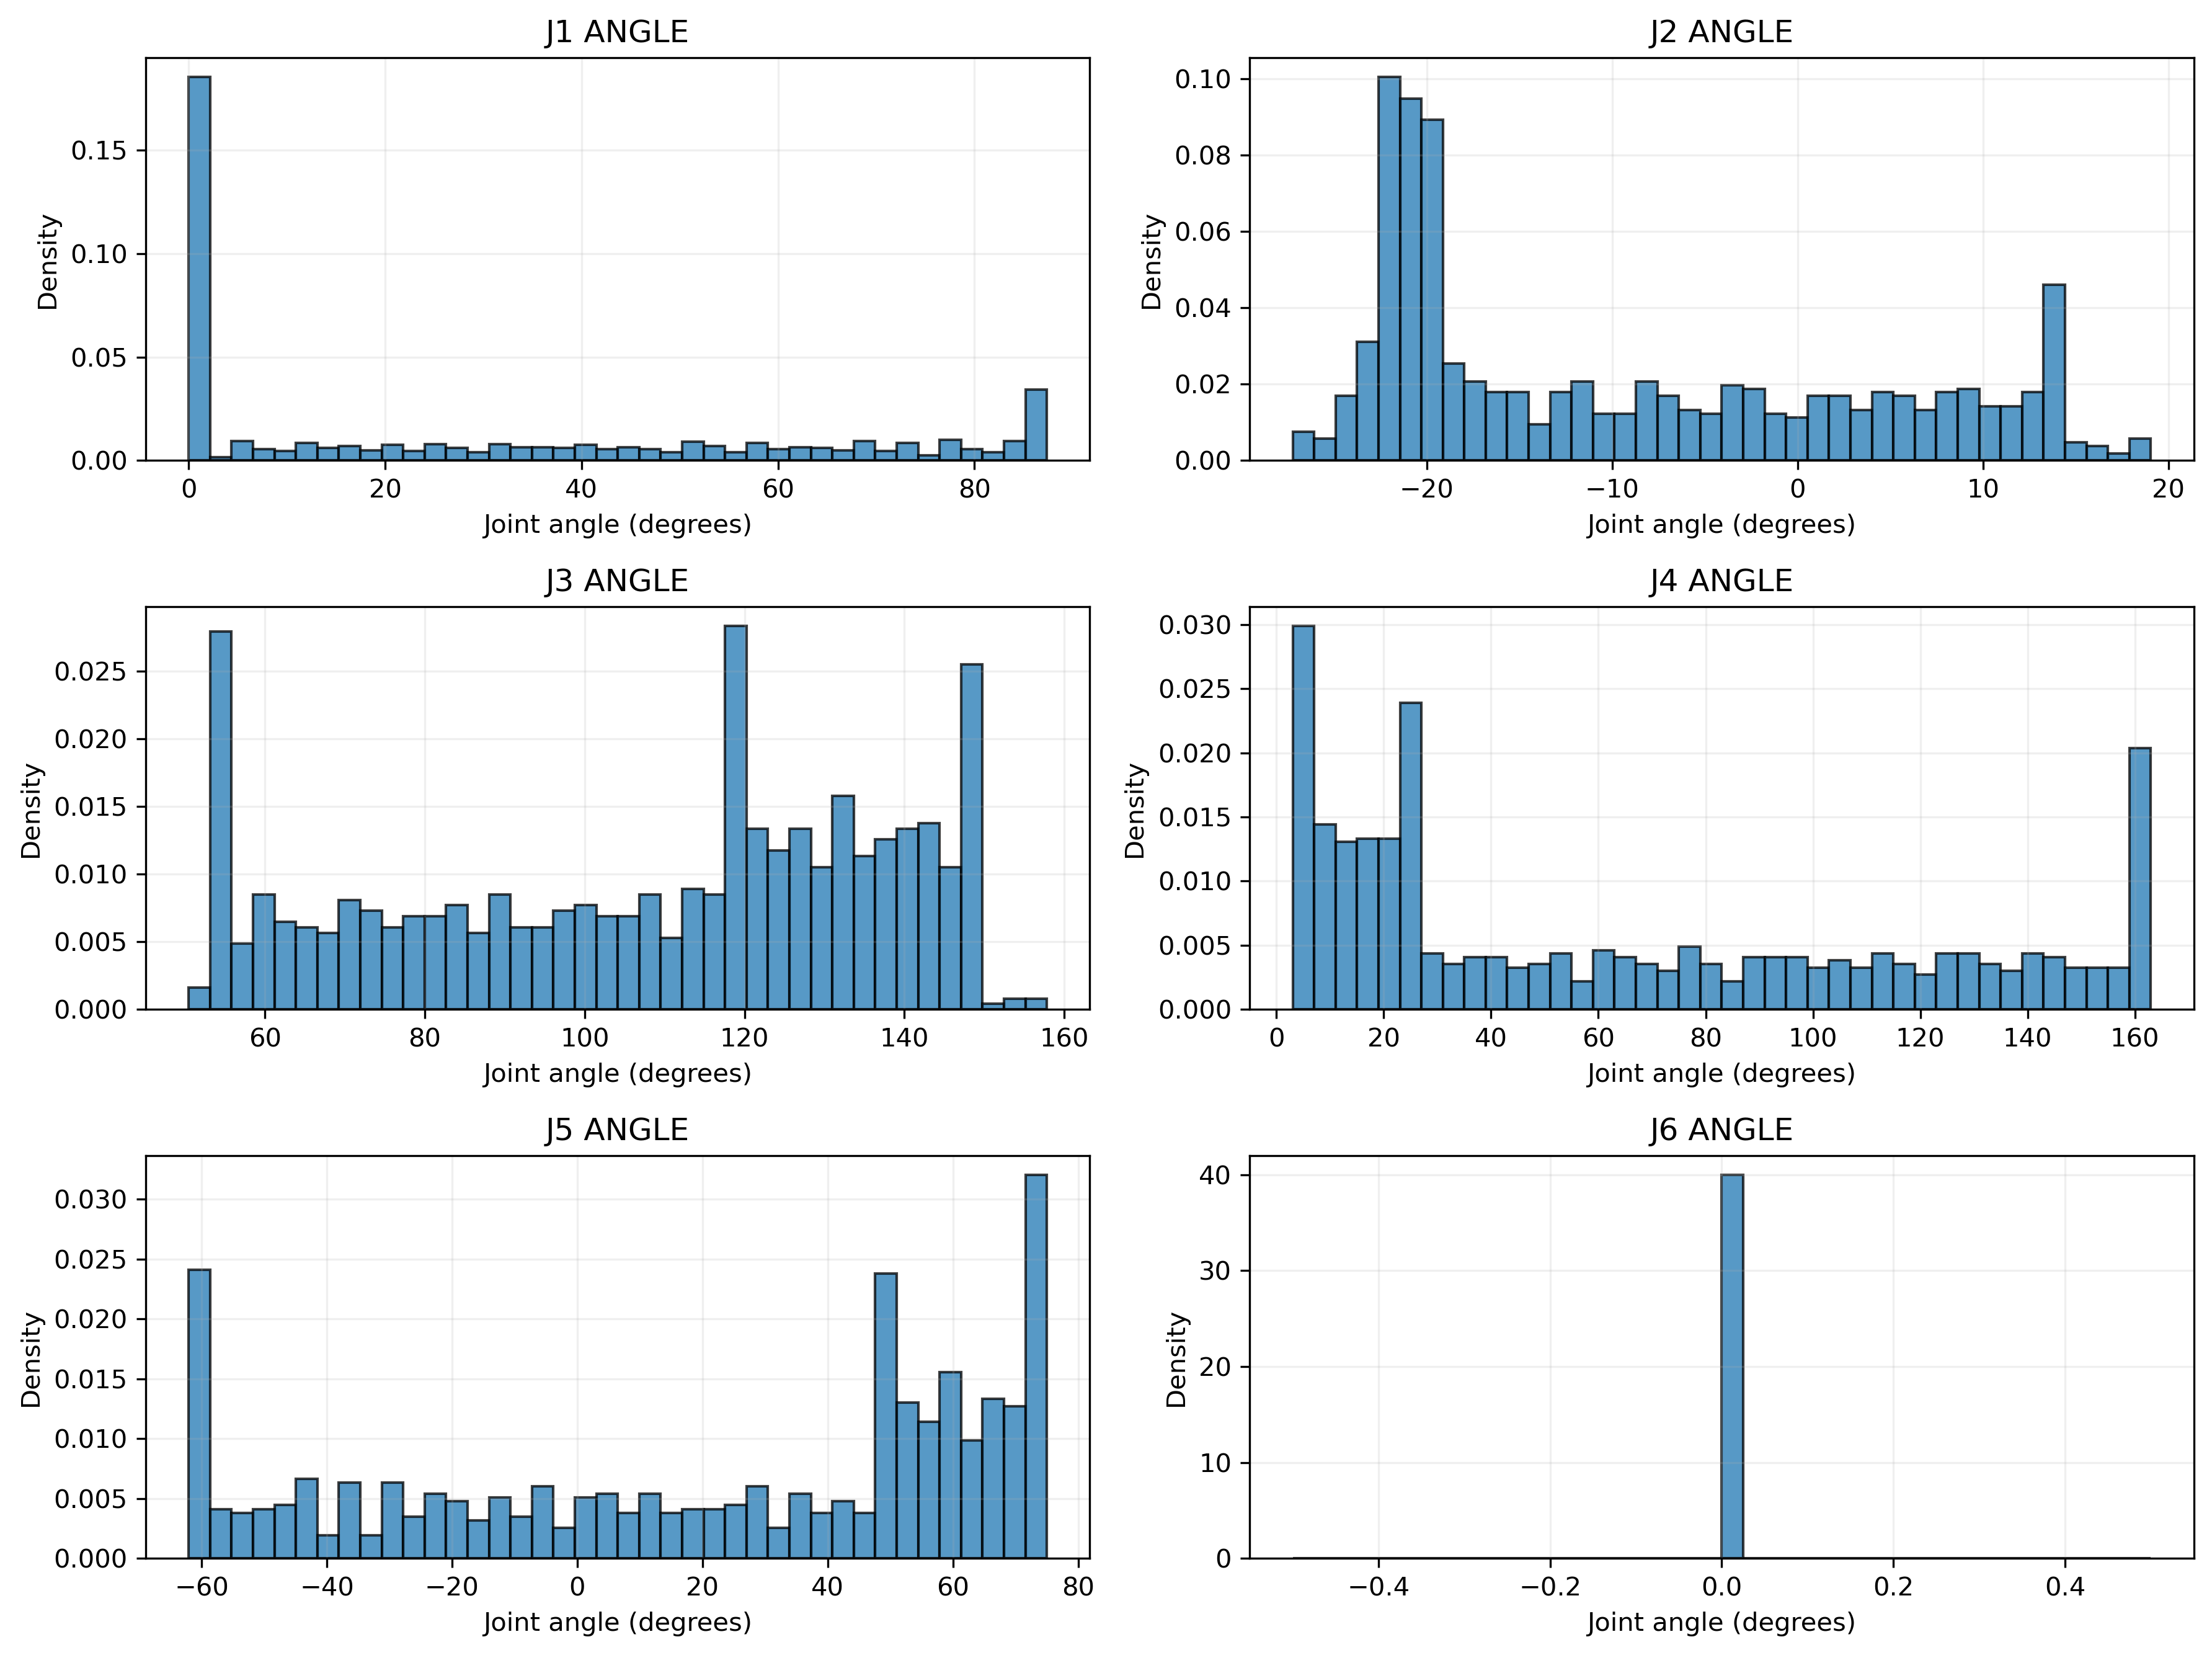 J1 ANGLE
Density
0.15
0.10
0.05
0.00
0 20 40 60 80
Joint angle (degrees)
J2 ANGLE
Density
0.10
0.08
0.06
0.04
0.02
0.00
−20 −10 0 10 20
Joint angle (degrees)
J3 ANGLE
Density
0.025
0.020
0.015
0.010
0.005
0.000
60 80 100 120 140 160
Joint angle (degrees)
J4 ANGLE
Density
0.030
0.025
0.020
0.015
0.010
0.005
0.000
0 20 40 60 80 100 120 140 160
Joint angle (degrees)
J5 ANGLE
Density
0.030
0.025
0.020
0.015
0.010
0.005
0.000
−60 −40 −20 0 20 40 60 80
Joint angle (degrees)
J6 ANGLE
Density
40
30
20
10
0
−0.4 −0.2 0.0 0.2 0.4
Joint angle (degrees)